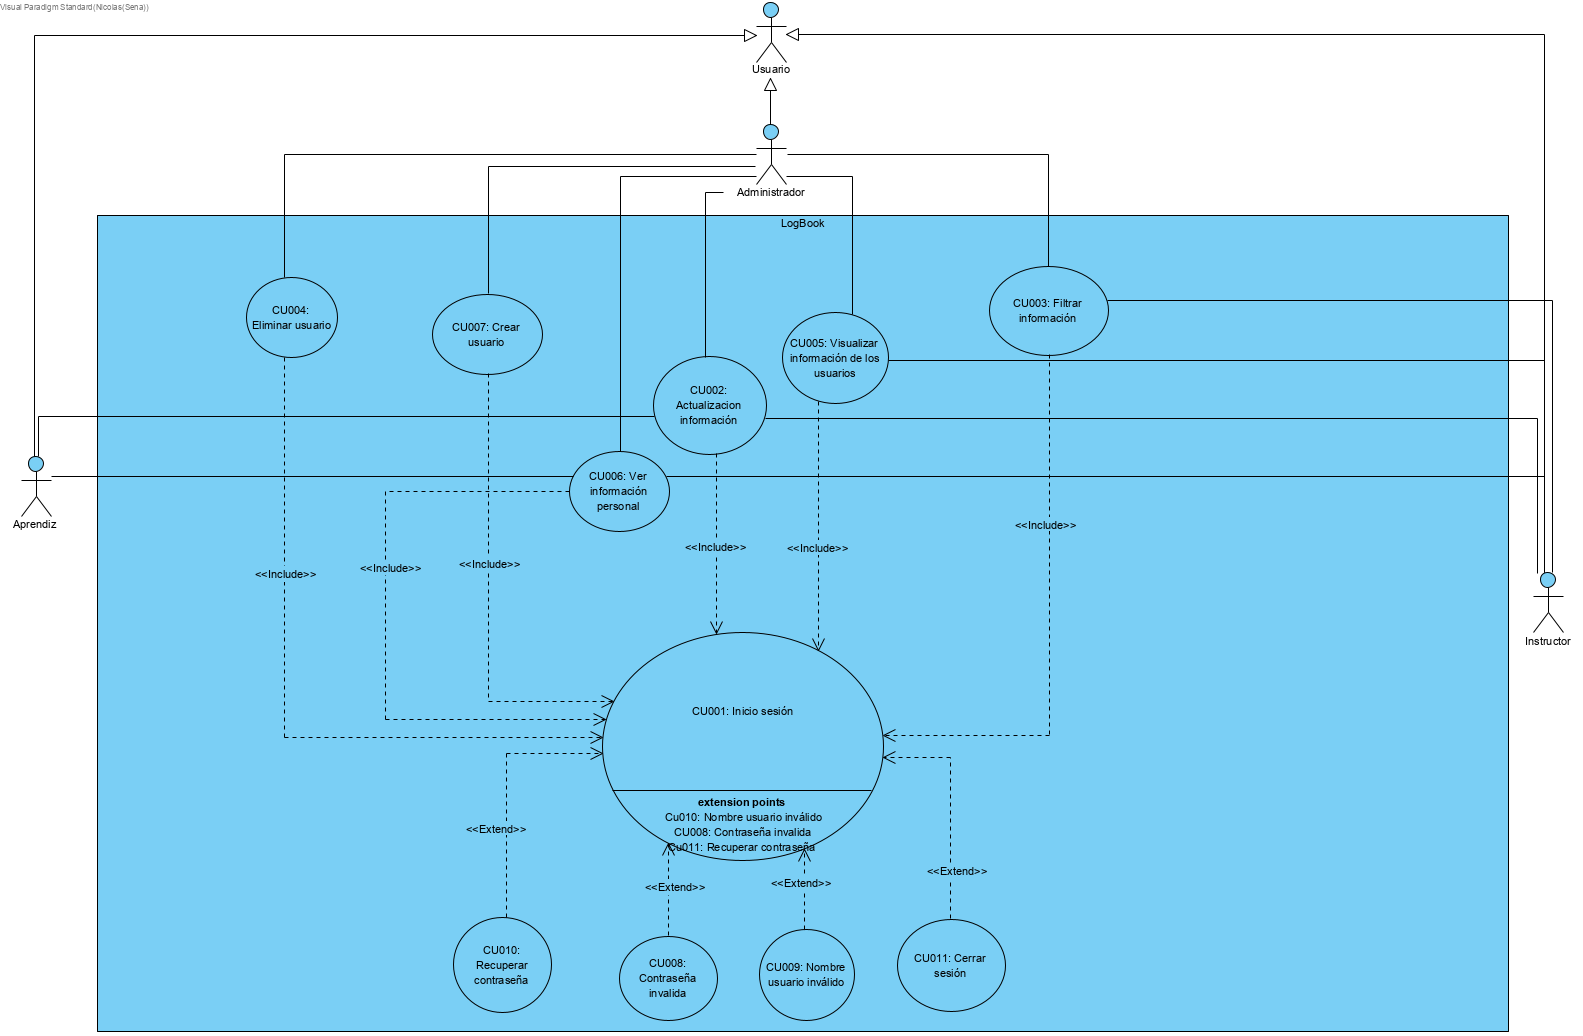 Visual Paradigm Standard(Nicolas(Sena))
Usuario
Administrador
LogBook
CU004:
Eliminar usuario
CU007: Crear
usuario
CU003: Filtrar
información
CU005: Visualizar
información de los
usuarios
CU002:
Actualizacion
información
CU006: Ver
información
personal
Aprendiz
Instructor
<<Include>>
<<Include>>
<<Include>>
<<Include>>
<<Include>>
<<Include>>
CU001: Inicio sesión
extension points
Cu010: Nombre usuario inválido
CU008: Contraseña invalida
Cu011: Recuperar contraseña
<<Extend>>
<<Extend>>
<<Extend>>
<<Extend>>
CU010:
Recuperar
contraseña
CU008:
Contraseña
invalida
CU009: Nombre
usuario inválido
CU011: Cerrar
sesión